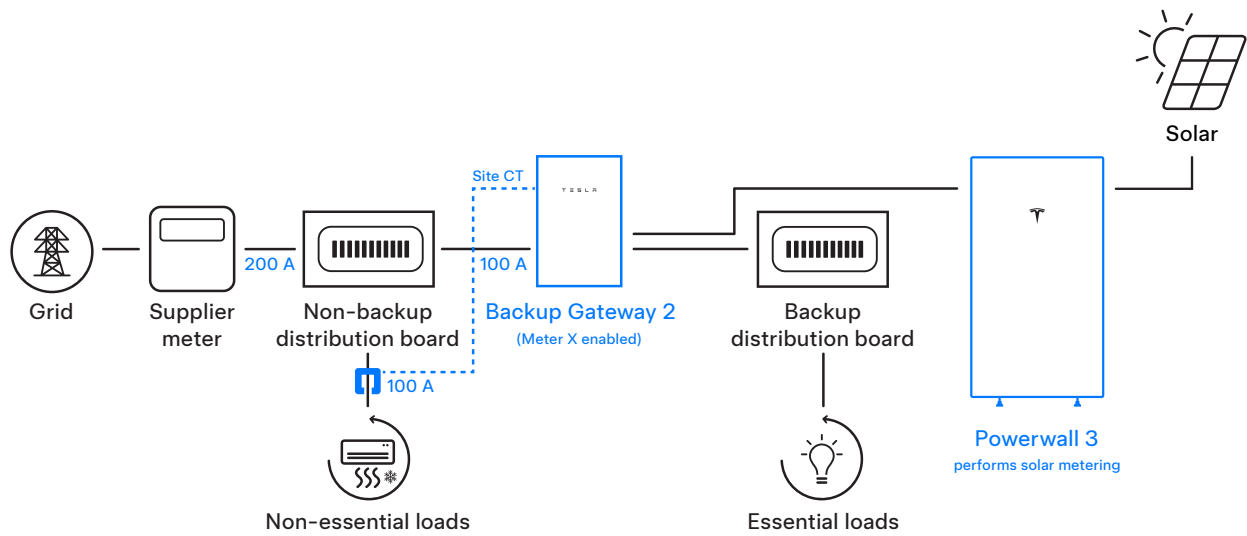 Solar
Site CT
TESLA
200 A
100 A
Grid
Supplier
meter
Non-backup
distribution board
Backup Gateway 2
(Meter X enabled)
Backup
distribution board
100 A
Powerwall 3
performs solar metering
Non-essential loads
Essential loads